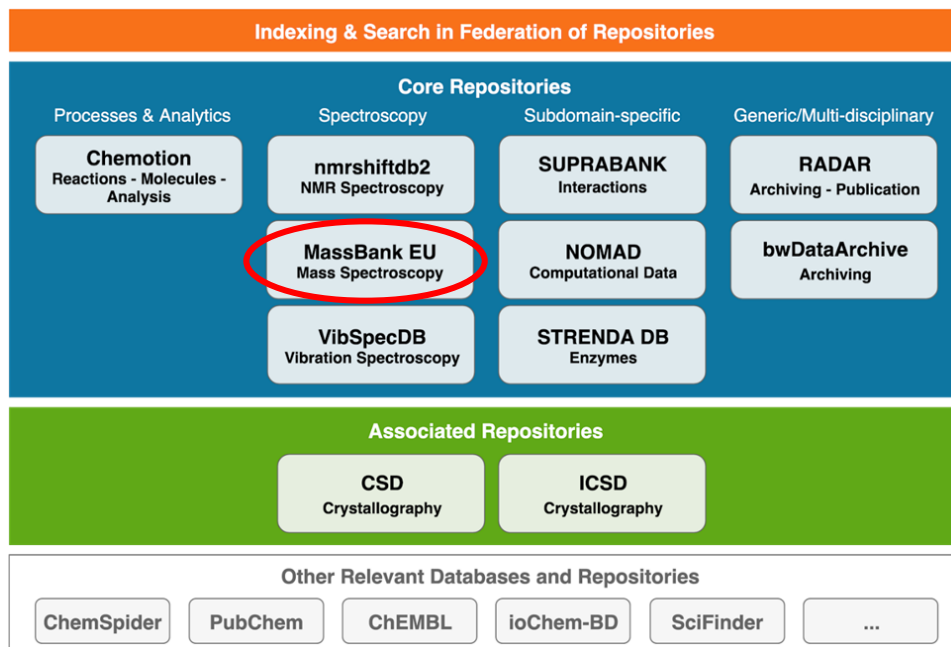 Indexing & Search in Federation of Repositories
Core Repositories
Processes & Analytics
Chemotion
Reactions - Molecules -
Analysis
Spectroscopy
nmrshiftdb2
NMR Spectroscopy
MassBank EU
Mass Spectroscopy
VibSpecDB
Vibration Spectroscopy
Subdomain-specific
SUPRABANK
Interactions
NOMAD
Computational Data
STRENDA DB
Enzymes
Generic/Multi-disciplinary
RADAR
Archiving - Publication
bwDataArchive
Archiving
Associated Repositories
CSD
Crystallography
ICSD
Crystallography
Other Relevant Databases and Repositories
ChemSpider
PubChem
ChEMBL
ioChem-BD
SciFinder
...